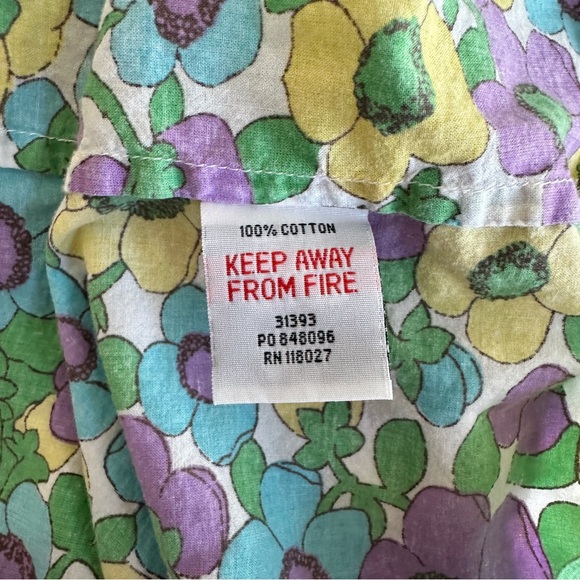 100% COTTON
KEEP AWAY
FROM FIRE.
31393
PO 848096
RN 118027